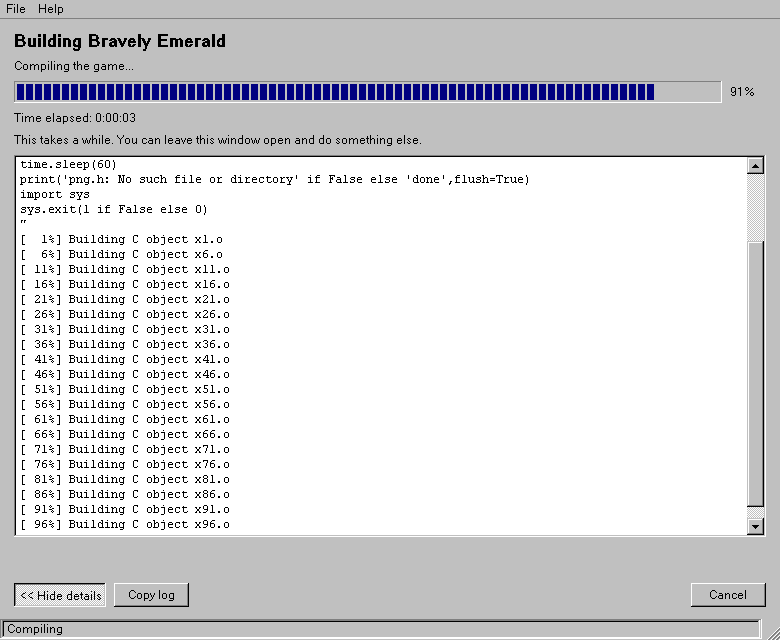 File Help
Building Bravely Emerald
Compiling the game...
91%
Time elapsed: 0:00:03
This takes a while. You can leave this window open and do something else.
time.sleep(60)
print('png.h: No such file or directory' if False else 'done',flush=True)
import sys
sys.exit(1 if False else 0)
"
[  1%] Building C object x1.o
[  6%] Building C object x6.o
[ 11%] Building C object x11.o
[ 16%] Building C object x16.o
[ 21%] Building C object x21.o
[ 26%] Building C object x26.o
[ 31%] Building C object x31.o
[ 36%] Building C object x36.o
[ 41%] Building C object x41.o
[ 46%] Building C object x46.o
[ 51%] Building C object x51.o
[ 56%] Building C object x56.o
[ 61%] Building C object x61.o
[ 66%] Building C object x66.o
[ 71%] Building C object x71.o
[ 76%] Building C object x76.o
[ 81%] Building C object x81.o
[ 86%] Building C object x86.o
[ 91%] Building C object x91.o
[ 96%] Building C object x96.o
<< Hide details Copy log Cancel
Compiling